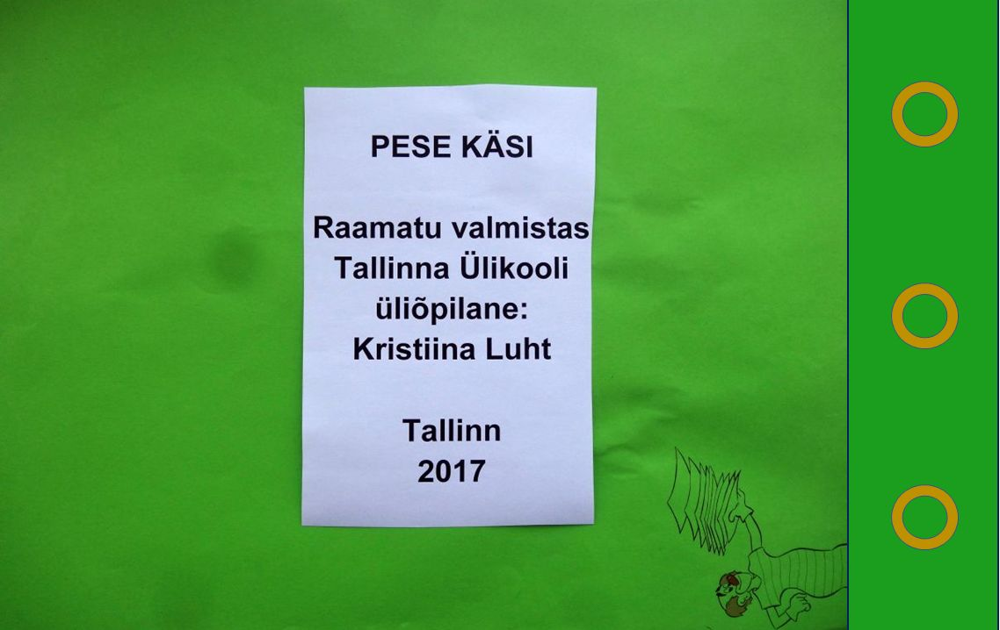 PESE KÄSI
Raamatu valmistas
Tallinna Ülikooli
üliõpilane:
Kristiina Luht
Tallinn
2017